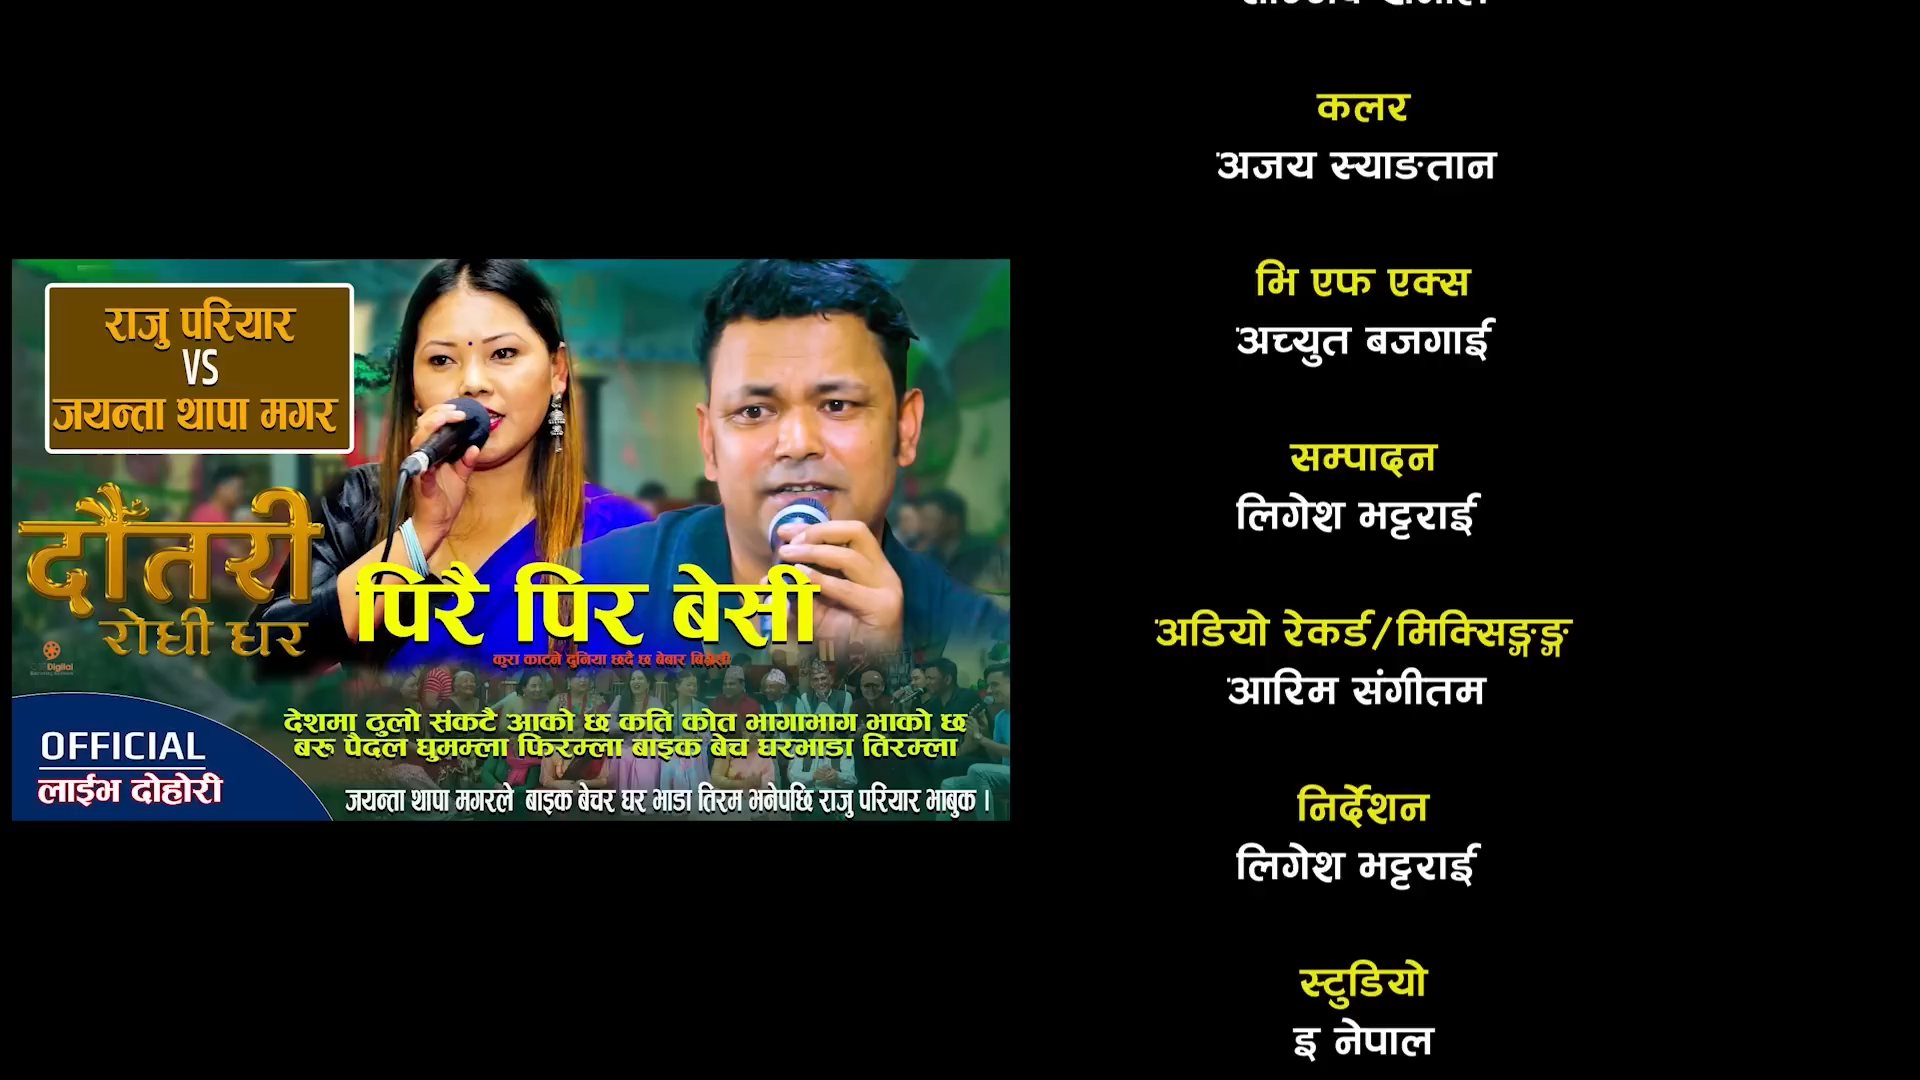 राजु परियार
VS
जयन्ता थापा मगर
दौंतरी
रोधी घर
पिरै पिर बेसी
देशमा ठुलो संकटै आको छ कति कोत भागाभाग भाको छ
बरू पैदल घुमम्ला फिरम्ला बाइक बेच घरभाडा तिरम्ला
जयन्ता थापा मगरले बाइक बेचर घर भाडा तिरम भनेपछि राजु परियार भाबुक ।
OFFICIAL
लाईभ दोहोरी
कलर
अजय स्याङतान
भि एफ एक्स
अच्युत बजगाई
सम्पादन
लिगेश भट्टराई
अडियो रेकर्ड/मिक्सिङ्गङ्ग
आरिम संगीतम
निर्देशन
लिगेश भट्टराई
स्टुडियो
इ नेपाल